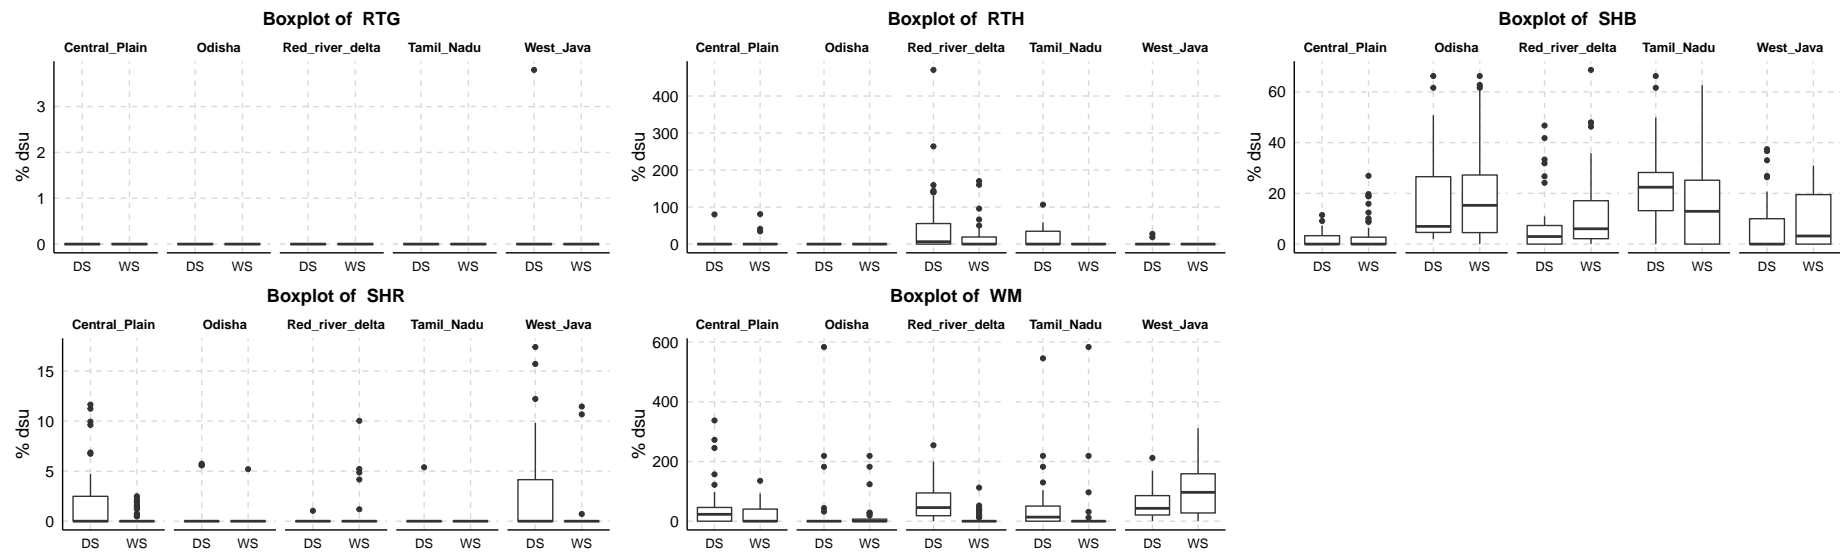 Boxplot of  RTG
Central_Plain Odisha Red_river_delta Tamil_Nadu West_Java
% dsu
3
2
1
0
DS WS DS WS DS WS DS WS DS WS
Boxplot of  RTH
Central_Plain Odisha Red_river_delta Tamil_Nadu West_Java
% dsu
400
300
200
100
0
DS WS DS WS DS WS DS WS DS WS
Boxplot of  SHB
Central_Plain Odisha Red_river_delta Tamil_Nadu West_Java
% dsu
60
40
20
0
DS WS DS WS DS WS DS WS DS WS
Boxplot of  SHR
Central_Plain Odisha Red_river_delta Tamil_Nadu West_Java
% dsu
15
10
5
0
DS WS DS WS DS WS DS WS DS WS
Boxplot of  WM
Central_Plain Odisha Red_river_delta Tamil_Nadu West_Java
% dsu
600
400
200
0
DS WS DS WS DS WS DS WS DS WS